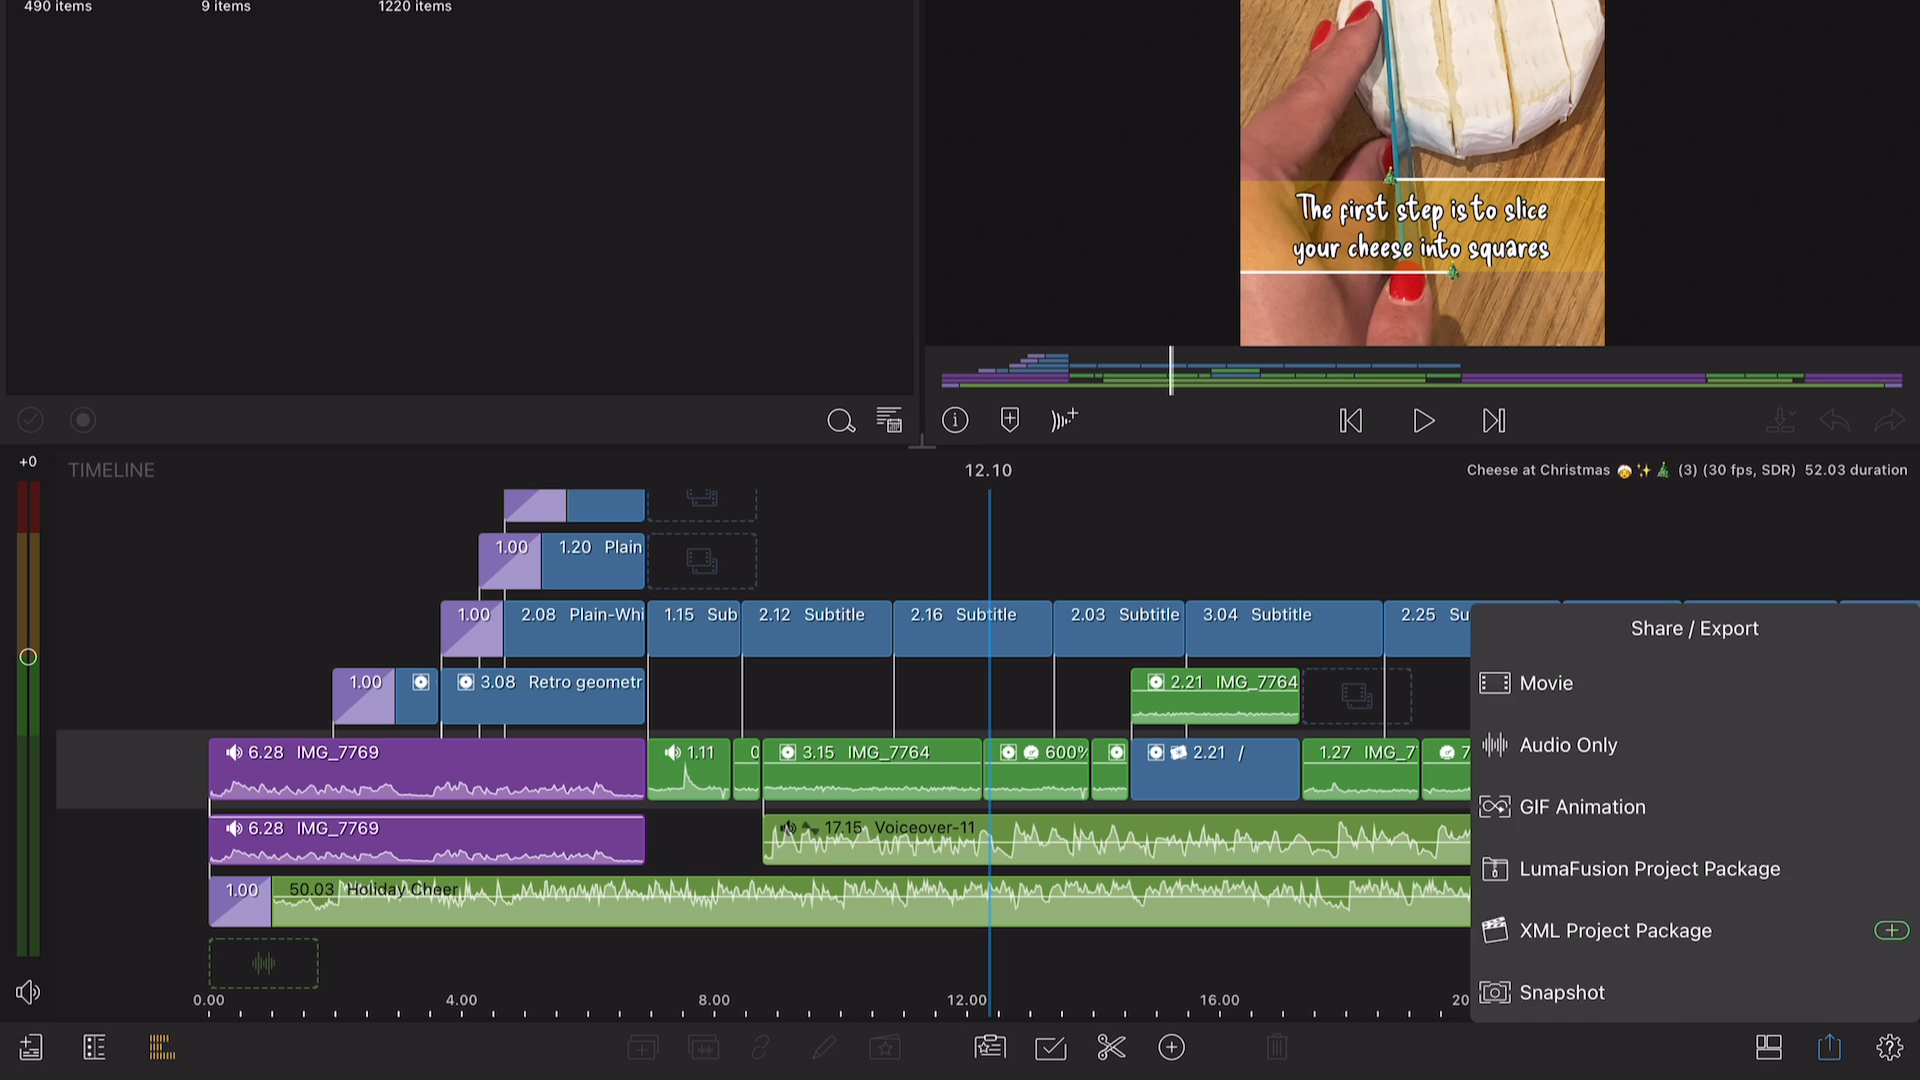 490 items
9 items
1220 items
The first step is to slice
your cheese into squares
+0
TIMELINE
12.10
Cheese at Christmas 🤶✨🎄 (3) (30 fps, SDR) 52.03 duration
1.00
1.20 Plain
1.00
2.08 Plain-Whi
1.15 Sub
2.12 Subtitle
2.16 Subtitle
2.03 Subtitle
3.04 Subtitle
2.25 Su
Share / Export
1.00
3.08 Retro geometr
2.21 IMG_7764
Movie
6.28 IMG_7769
1.11
0
3.15 IMG_7764
600%
2.21 /
1.27 IMG_7
7
Audio Only
GIF Animation
6.28 IMG_7769
17.15 Voiceover-11
LumaFusion Project Package
1.00
50.03 Holiday Cheer
XML Project Package
Snapshot
0.00
4.00
8.00
12.00
16.00
20